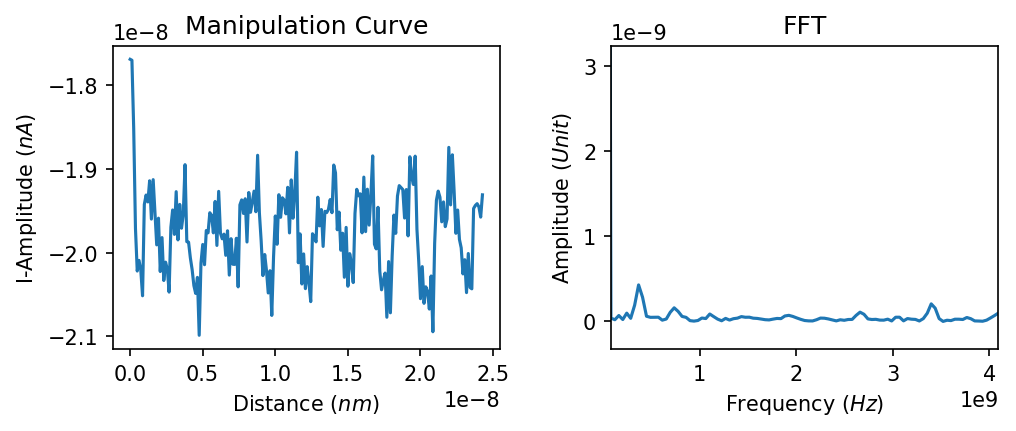 Manipulation Curve
1e−8
−1.8
−1.9
−2.0
−2.1
I-Amplitude (nA)
0.0 0.5 1.0 1.5 2.0 2.5
1e−8
Distance (nm)
FFT
1e−9
3
2
1
0
Amplitude (Unit)
1 2 3 4
1e9
Frequency (Hz)